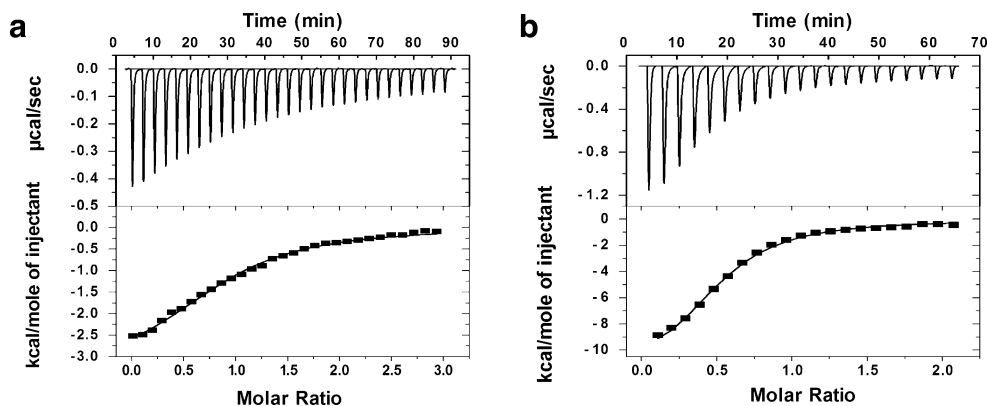 a
Time (min)
0 10 20 30 40 50 60 70 80 90
0.0
-0.1
-0.2
-0.3
-0.4
-0.5
µcal/sec
0.0
-0.5
-1.0
-1.5
-2.0
-2.5
-3.0
kcal/mole of injectant
0.0 0.5 1.0 1.5 2.0 2.5 3.0
Molar Ratio
b
Time (min)
0 10 20 30 40 50 60 70
0.0
-0.4
-0.8
-1.2
µcal/sec
0
-2
-4
-6
-8
-10
kcal/mole of injectant
0.0 0.5 1.0 1.5 2.0
Molar Ratio